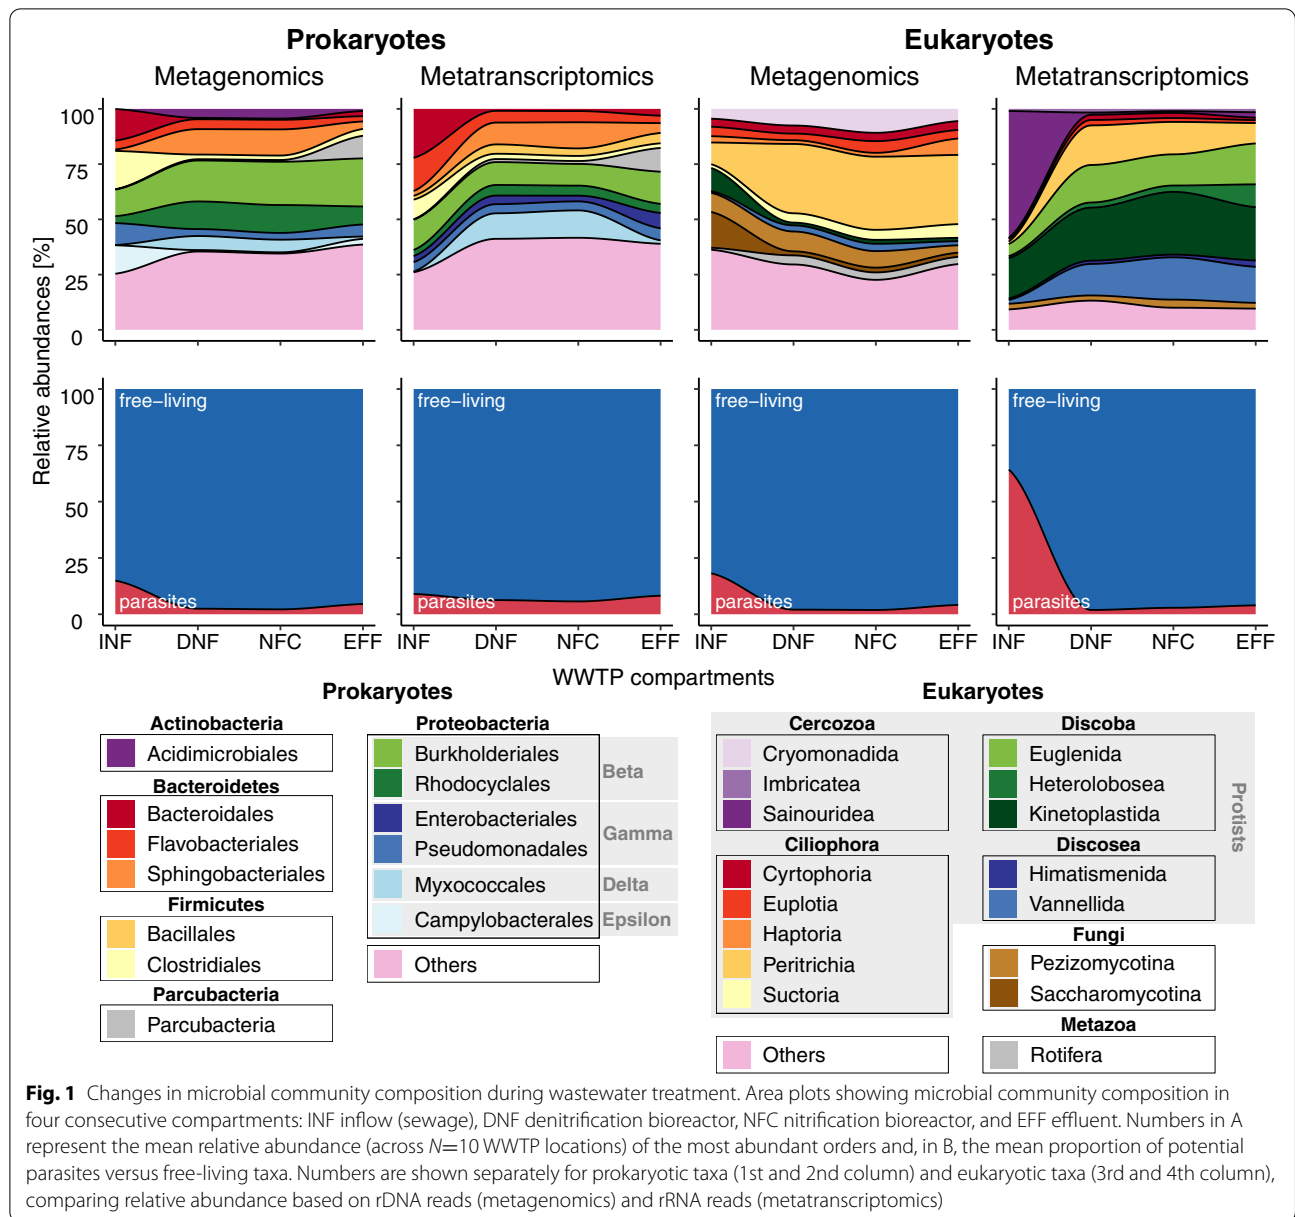 Prokaryotes
Eukaryotes
Metagenomics
Metatranscriptomics
Metagenomics
Metatranscriptomics
Relative abundances [%]
100
75
50
25
0
100
75
50
25
0
free–living
parasites
free–living
parasites
free–living
parasites
free–living
parasites
INF DNF NFC EFF
INF DNF NFC EFF
INF DNF NFC EFF
INF DNF NFC EFF
WWTP compartments
Prokaryotes
Actinobacteria
Acidimicrobiales
Bacteroidetes
Bacteroidales
Flavobacteriales
Sphingobacteriales
Firmicutes
Bacillales
Clostridiales
Parcubacteria
Parcubacteria
Proteobacteria
Burkholderiales
Rhodocyclales
Beta
Enterobacteriales
Pseudomonadales
Gamma
Myxococcales
Delta
Campylobacterales
Epsilon
Others
Eukaryotes
Cercozoa
Cryomonadida
Imbricatea
Sainouridea
Ciliophora
Cyrtophoria
Euplotia
Haptoria
Peritrichia
Suctoria
Others
Discoba
Euglenida
Heterolobosea
Kinetoplastida
Discosea
Himatismenida
Vannellida
Protists
Fungi
Pezizomycotina
Saccharomycotina
Metazoa
Rotifera
Fig. 1 Changes in microbial community composition during wastewater treatment. Area plots showing microbial community composition in
four consecutive compartments: INF inflow (sewage), DNF denitrification bioreactor, NFC nitrification bioreactor, and EFF effluent. Numbers in A
represent the mean relative abundance (across N=10 WWTP locations) of the most abundant orders and, in B, the mean proportion of potential
parasites versus free-living taxa. Numbers are shown separately for prokaryotic taxa (1st and 2nd column) and eukaryotic taxa (3rd and 4th column),
comparing relative abundance based on rDNA reads (metagenomics) and rRNA reads (metatranscriptomics)